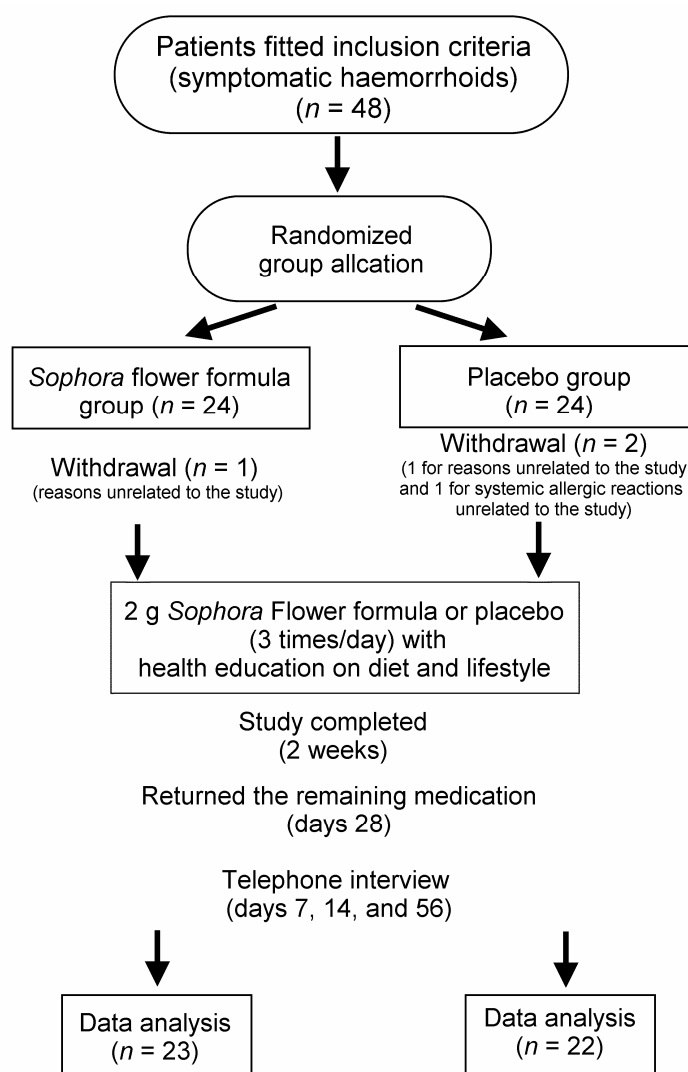 Patients fitted inclusion criteria
(symptomatic haemorrhoids)
(n = 48)
Randomized
group allcation
Sophora flower formula
group (n = 24)
Placebo group
(n = 24)
Withdrawal (n = 1)
(reasons unrelated to the study)
Withdrawal (n = 2)
(1 for reasons unrelated to the study
and 1 for systemic allergic reactions
unrelated to the study)
2 g Sophora Flower formula or placebo
(3 times/day) with
health education on diet and lifestyle
Study completed
(2 weeks)
Returned the remaining medication
(days 28)
Telephone interview
(days 7, 14, and 56)
Data analysis
(n = 23)
Data analysis
(n = 22)